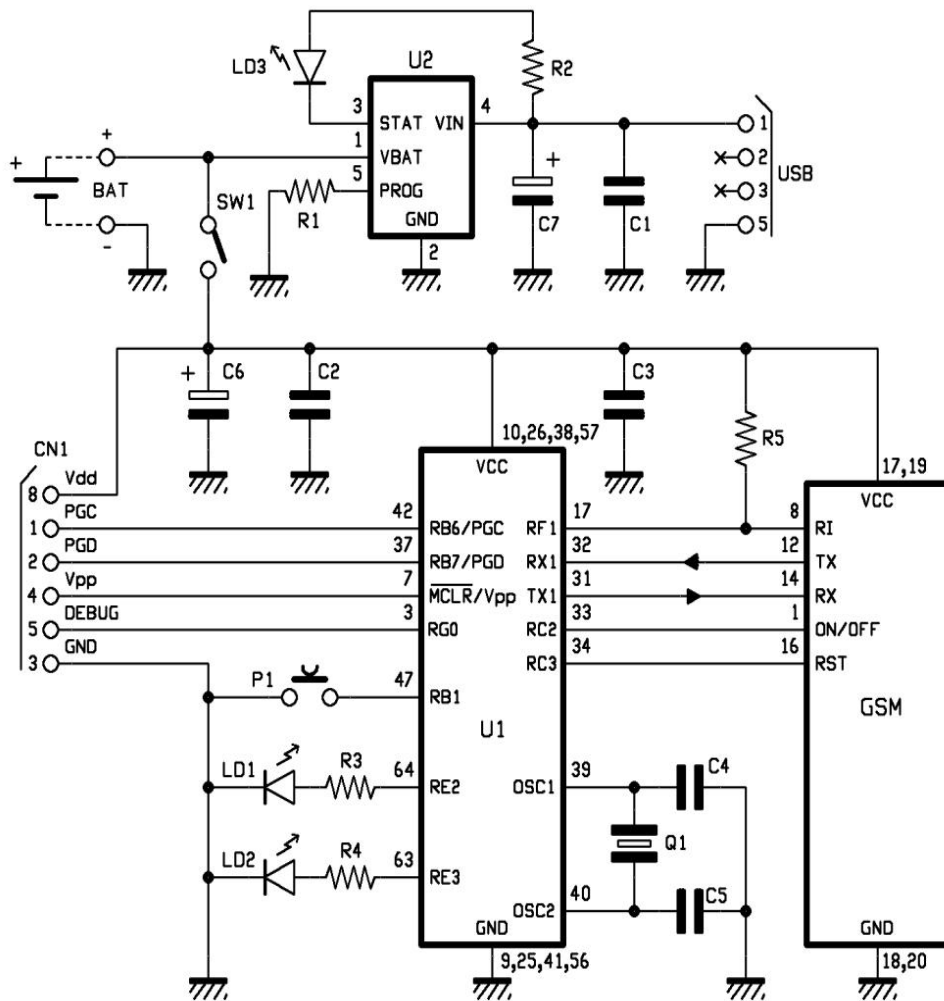 LD3
U2
R2
3
4
STAT
VIN
1
1
VBAT
+
+
+
2
5
PROG
BAT
3
USB
SW1
R1
GND
C7
C1
5
-
2
+
C6
C2
C3
10,26,38,57
R5
CN1
VCC
17,19
Vdd
8
VCC
PGC
42
17
8
1
RB6/PGC
RF1
RI
PGD
37
32
12
2
RB7/PGD
RX1
TX
Vpp
7
31
14
4
MCLR/Vpp
TX1
RX
DEBUG
3
33
1
5
RG0
RC2
ON/OFF
GND
34
16
3
RC3
RST
P1
47
RB1
U1
GSM
LD1
R3
64
39
C4
RE2
OSC1
Q1
LD2
R4
63
RE3
40
C5
OSC2
GND
GND
9,25,41,56
18,20